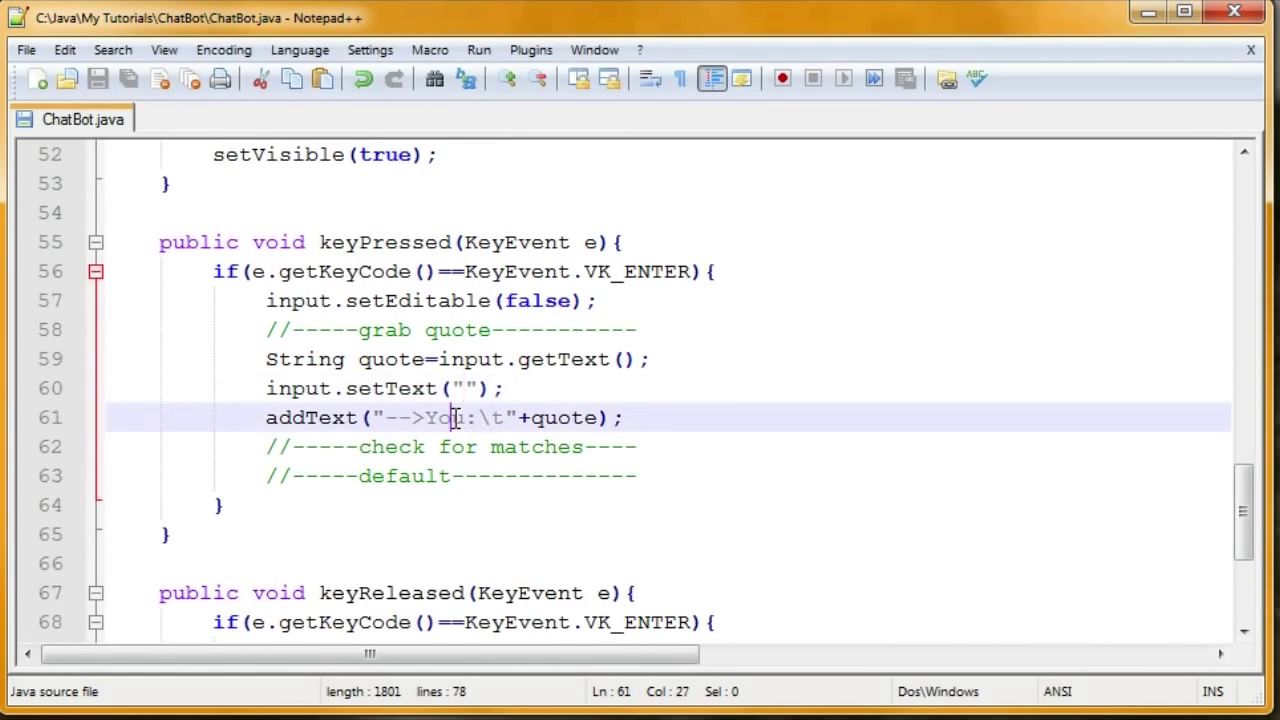 C:\Java\My Tutorials\ChatBot\ChatBot.java - Notepad++
File Edit Search View Encoding Language Settings Macro Run Plugins Window ? X
ABC
ChatBot.java
52 setVisible(true);
53 }
54
55 public void keyPressed(KeyEvent e){
56 if(e.getKeyCode()==KeyEvent.VK_ENTER){
57 input.setEditable(false);
58 //-----grab quote-----------
59 String quote=input.getText();
60 input.setText("");
61 addText("-->You:\t"+quote);
62 //-----check for matches----
63 //-----default--------------
64 }
65 }
66
67 public void keyReleased(KeyEvent e){
68 if(e.getKeyCode()==KeyEvent.VK_ENTER){
Java source file length : 1801 lines : 78 Ln : 61 Col : 27 Sel : 0 Dos\Windows ANSI INS